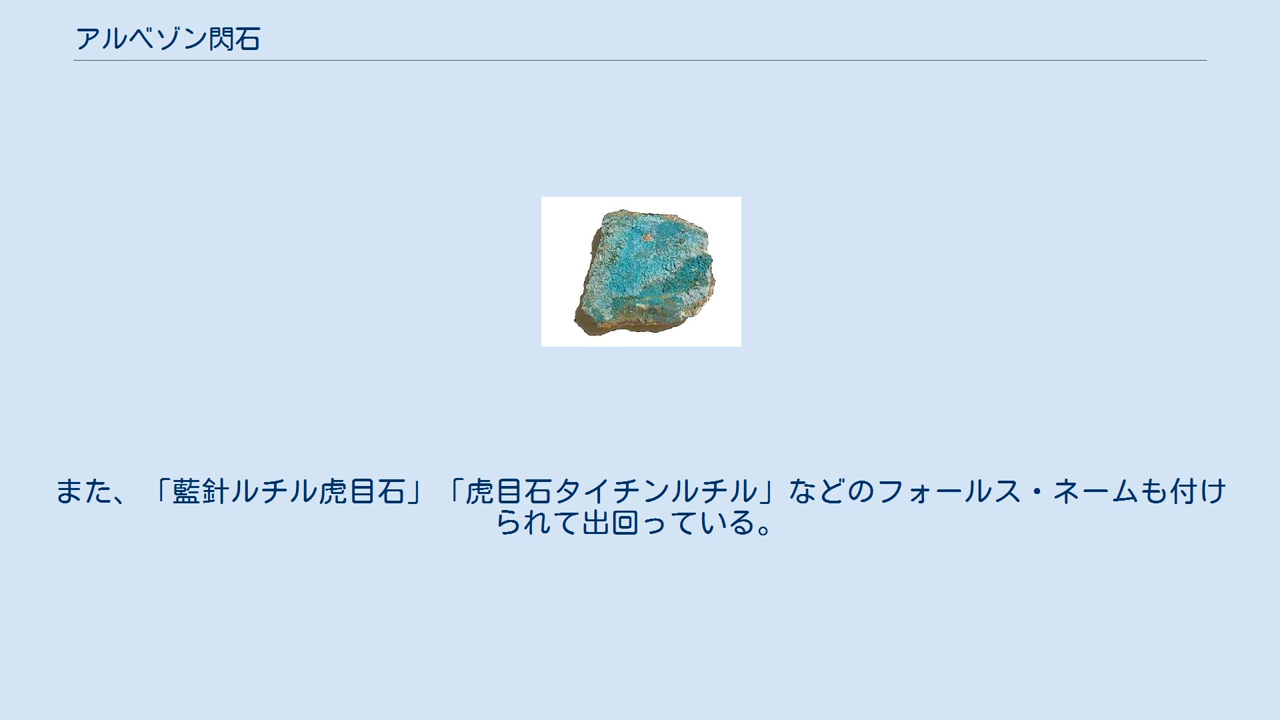 アルベゾン閃石
また、「藍針ルチル虎目石」「虎目石タイチンルチル」などのフォールス・ネームも付け
られて出回っている。